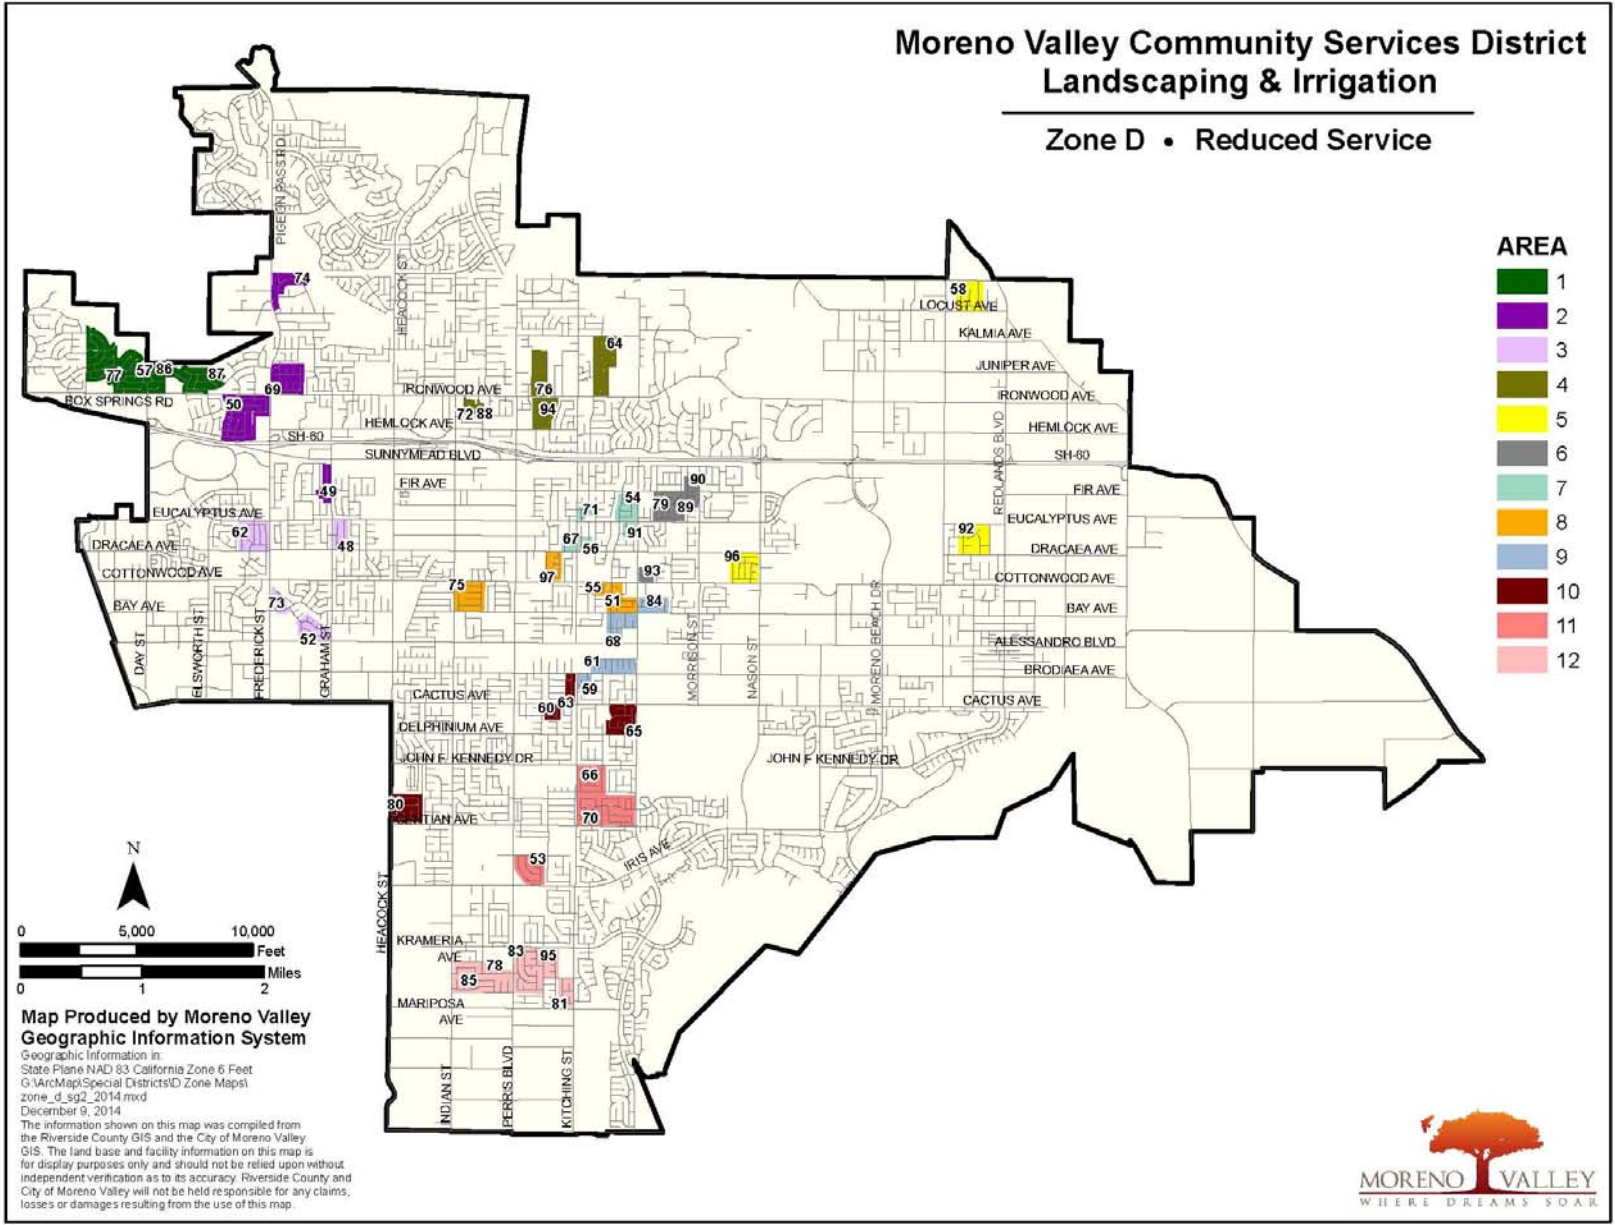 Moreno Valley Community Services District
Landscaping & Irrigation
Zone D • Reduced Service
AREA
1
2
3
4
5
6
7
8
9
10
11
12
PIGEON PASS RD
HEACOCK ST
74
58
LOCUST AVE
KALMIA AVE
64
JUNIPER AVE
77
57
86
87
69
IRONWOOD AVE
76
IRONWOOD AVE
BOX SPRINGS RD
50
72
88
94
HEMLOCK AVE
HEMLOCK AVE
SH-60
SUNNYMEAD BLVD
SH-60
REDLANDS BLVD
FIR AVE
90
FIR AVE
49
54
79
89
71
EUCALYPTUS AVE
EUCALYPTUS AVE
62
48
67
91
92
DRACAEA AVE
56
DRACAEA AVE
96
COTTONWOOD AVE
97
93
COTTONWOOD AVE
75
55
51
84
BAY AVE
73
BAY AVE
52
68
ALESSANDRO BLVD
DAY ST
ELSWORTH ST
FREDERICK ST
GRAHAM ST
MORRISON ST
NASON ST
MORENO BEACH DR
61
BRODIAEA AVE
59
CACTUS AVE
CACTUS AVE
60
63
DELPHINIUM AVE
65
JOHN F. KENNEDY DR
JOHN F KENNEDY DR
66
80
GENTIAN AVE
70
53
IRIS AVE
HEACOCK ST
KRAMERIA
AVE
83
95
78
85
81
MARIPOSA
AVE
INDIAN ST
PERRIS BLVD
KITCHING ST
N
0 5,000 10,000
Feet
Miles
0 1 2
Map Produced by Moreno Valley
Geographic Information System
Geographic Information in:
State Plane NAD 83 California Zone 6 Feet
G:\ArcMap\Special Districts\D Zone Maps\
zone_d_sg2_2014.mxd
December 9, 2014
The information shown on this map was compiled from
the Riverside County GIS and the City of Moreno Valley
GIS. The land base and facility information on this map is
for display purposes only and should not be relied upon without
independent verification as to its accuracy. Riverside County and
City of Moreno Valley will not be held responsible for any claims,
losses or damages resulting from the use of this map.
MORENO VALLEY
WHERE DREAMS SOAR